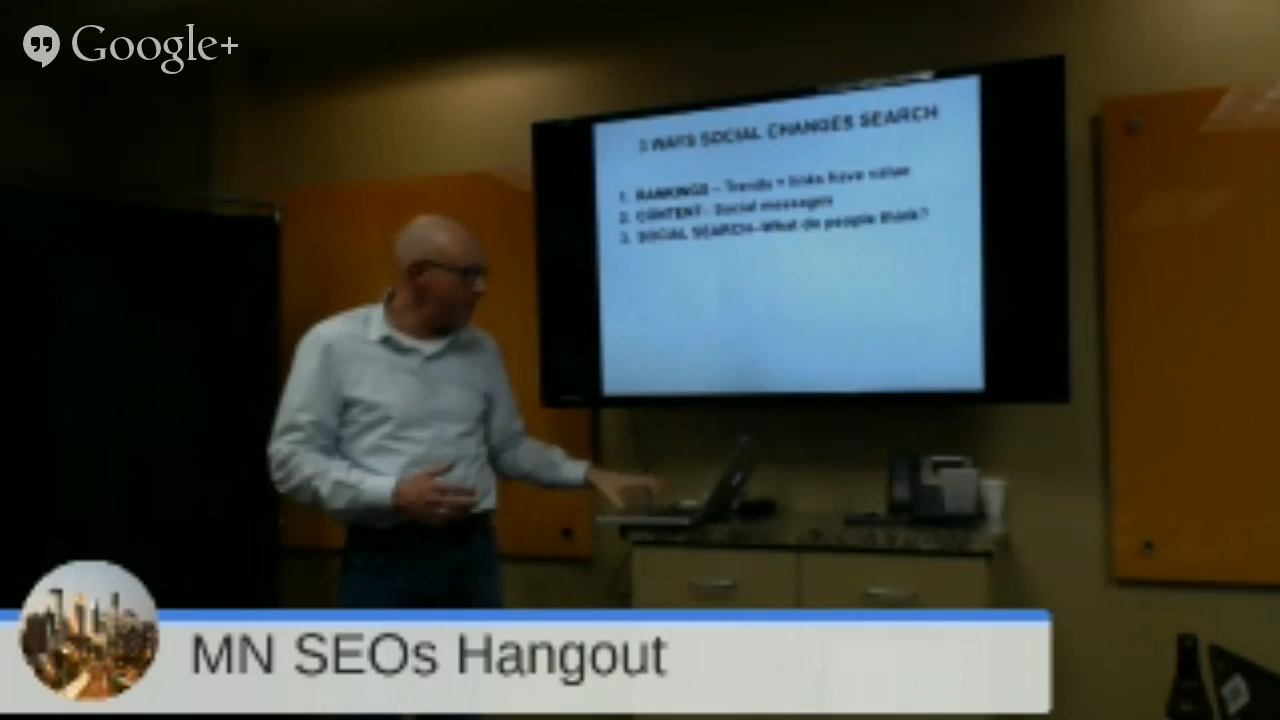 Google+
3 WAYS SOCIAL CHANGES SEARCH
1. RANKINGS – Trends + links have value
2. CONTENT - Social messages
3. SOCIAL SEARCH–What do people think?
MN SEOs Hangout